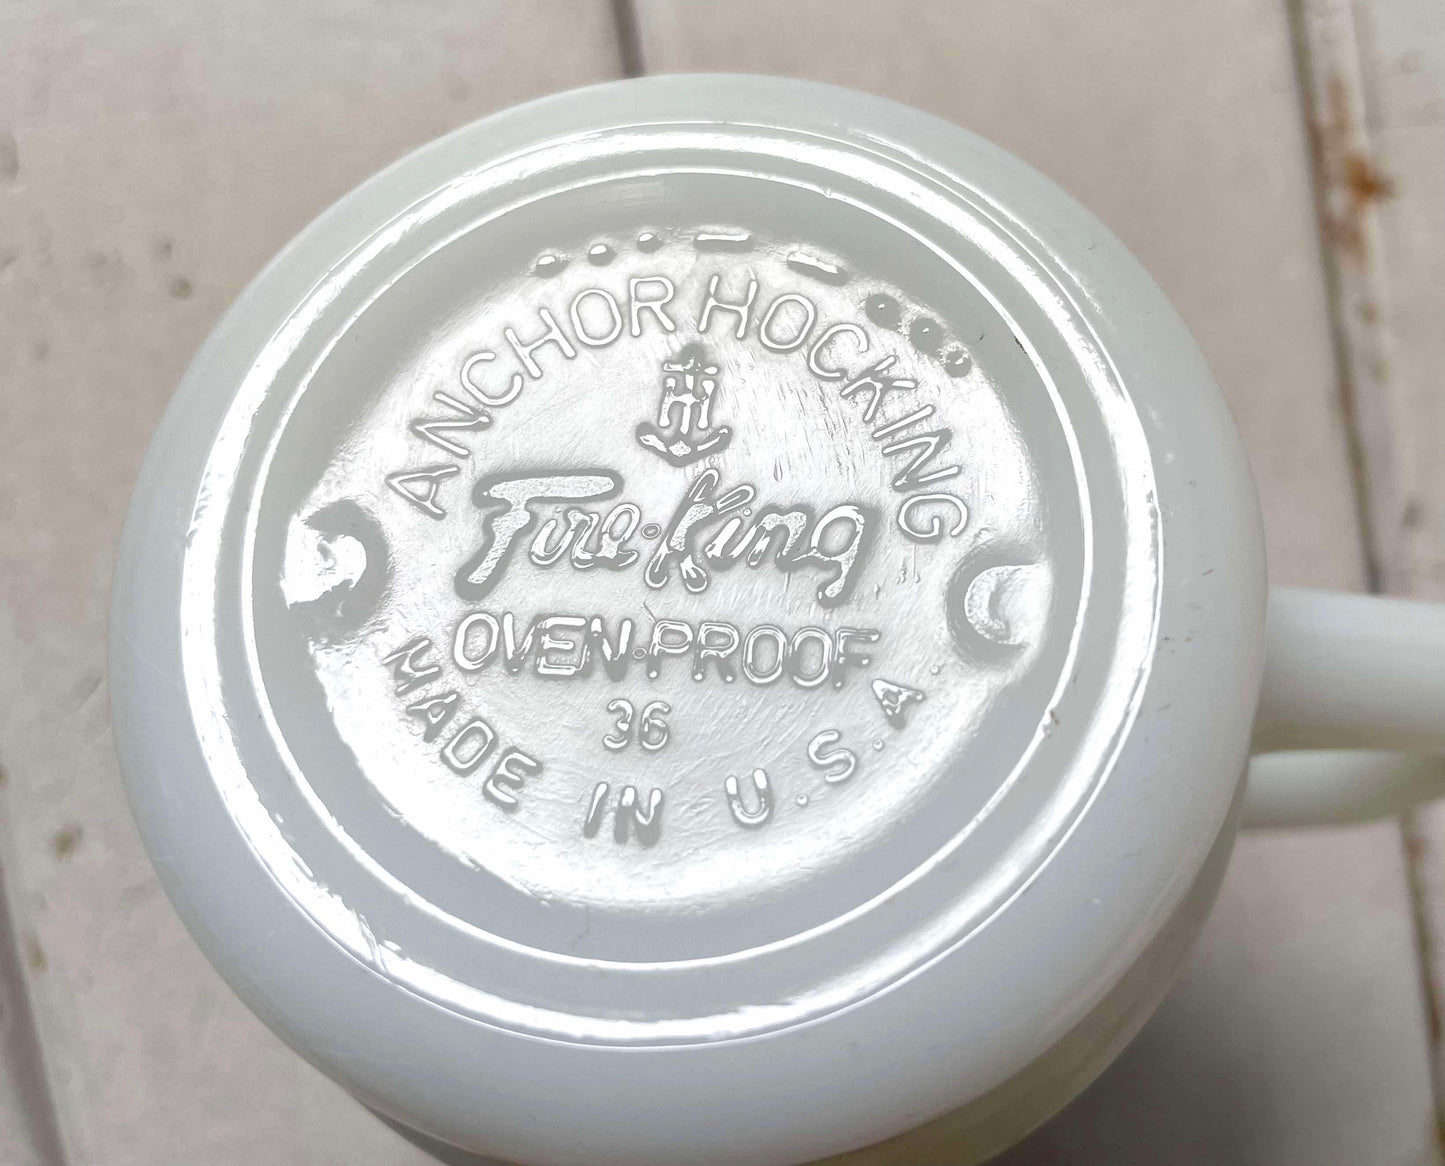 ANCHOR HOCKING
Fire-King
OVEN-PROOF
36
MADE IN U.S.A.